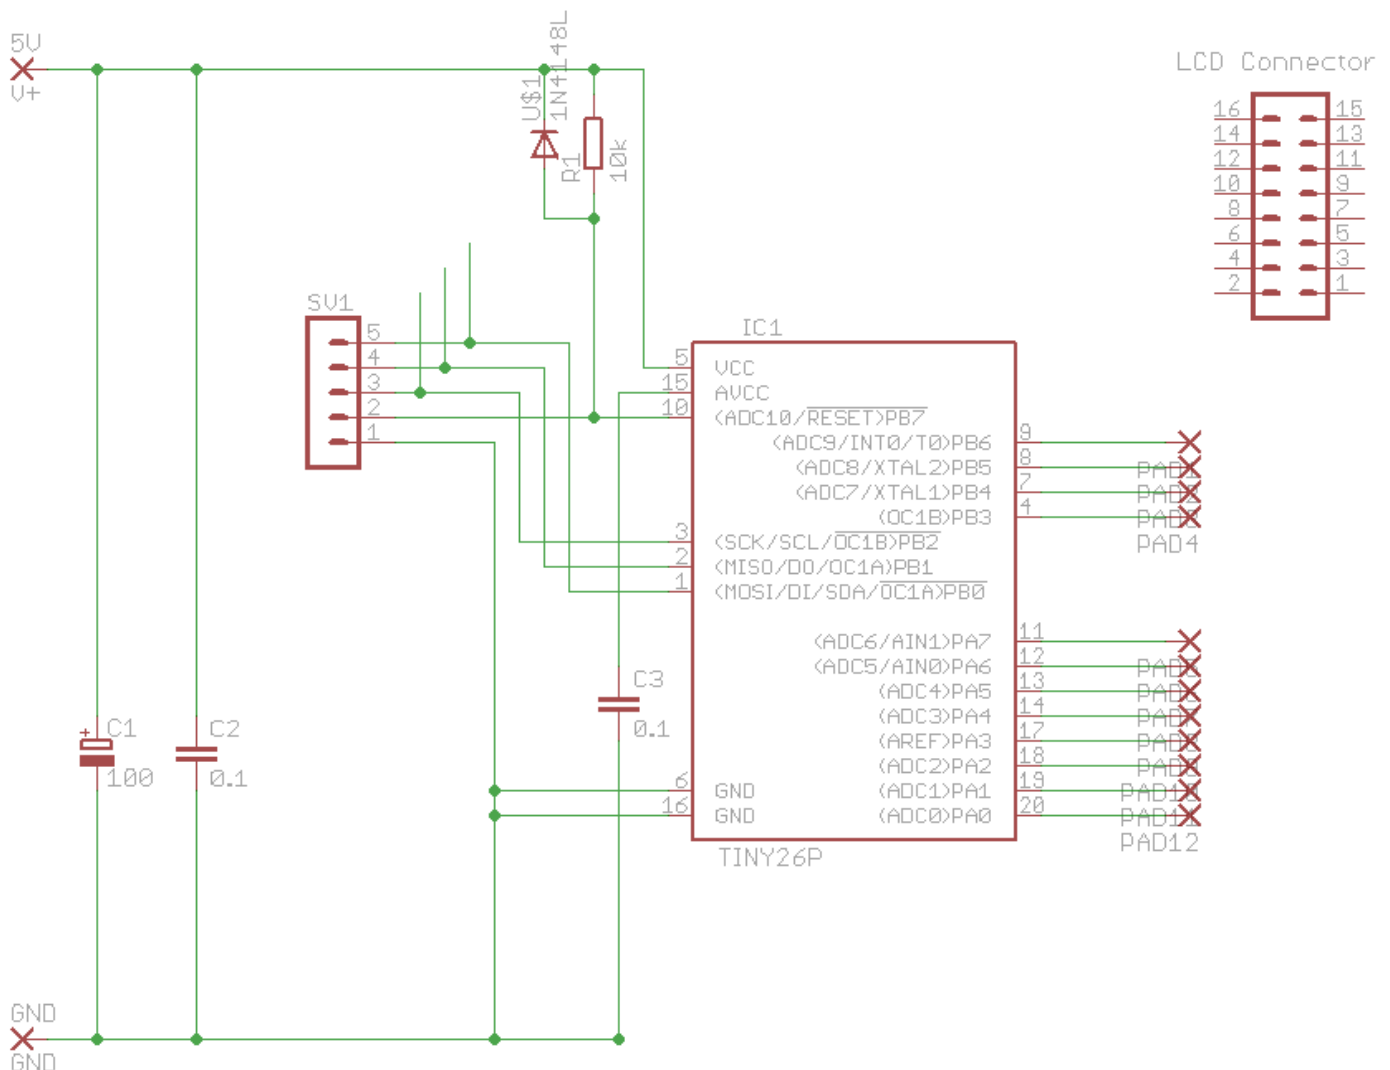 5V
V+
U$1
1N4148L
R1
10k
LCD Connector
16 15
14 13
12 11
10 9
8 7
6 5
4 3
2 1
SV1
5
4
3
2
1
IC1
5 VCC
15 AVCC
10 (ADC10/RESET)PB7
(ADC9/INT0/T0)PB6 9
(ADC8/XTAL2)PB5 8
PAD1
(ADC7/XTAL1)PB4 7
PAD2
(OC1B)PB3 4
PAD3
3 (SCK/SCL/OC1B)PB2
PAD4
2 (MISO/DO/OC1A)PB1
1 (MOSI/DI/SDA/OC1A)PB0
(ADC6/AIN1)PA7 11
(ADC5/AIN0)PA6 12
(ADC4)PA5 13
(ADC3)PA4 14
(AREF)PA3 17
(ADC2)PA2 18
6 GND
(ADC1)PA1 19
PAD10
16 GND
(ADC0)PA0 20
PAD11
PAD12
TINY26P
C3
0.1
+
C1
100
C2
0.1
GND
GND